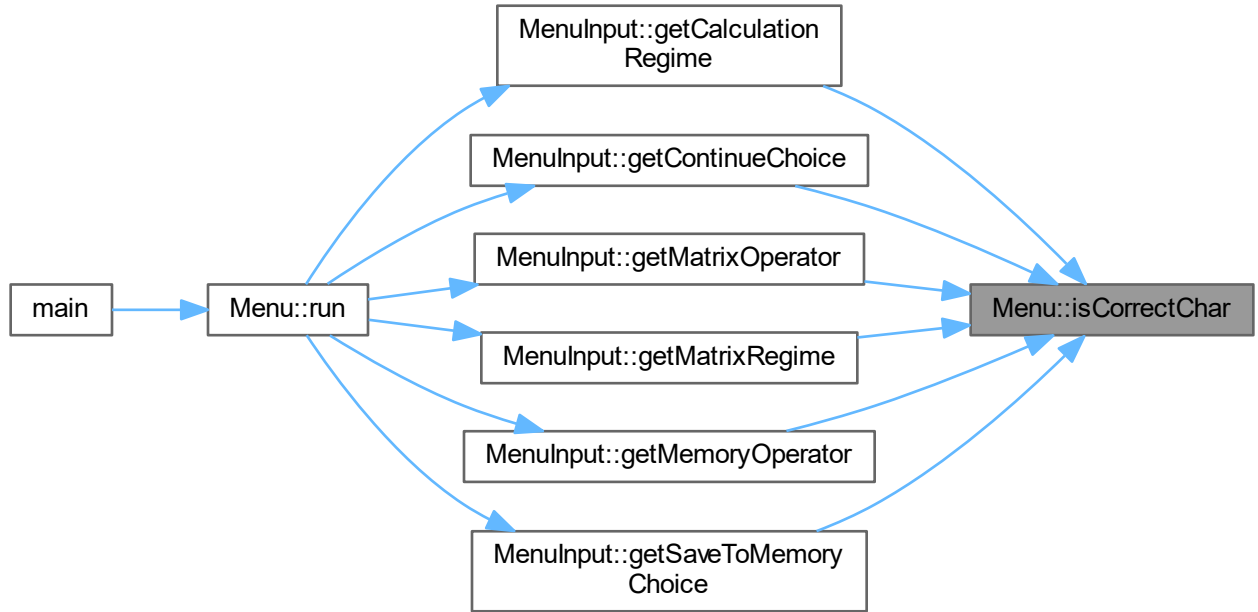 MenuInput::getCalculation
Regime
MenuInput::getContinueChoice
MenuInput::getMatrixOperator
main
Menu::run
Menu::isCorrectChar
MenuInput::getMatrixRegime
MenuInput::getMemoryOperator
MenuInput::getSaveToMemory
Choice